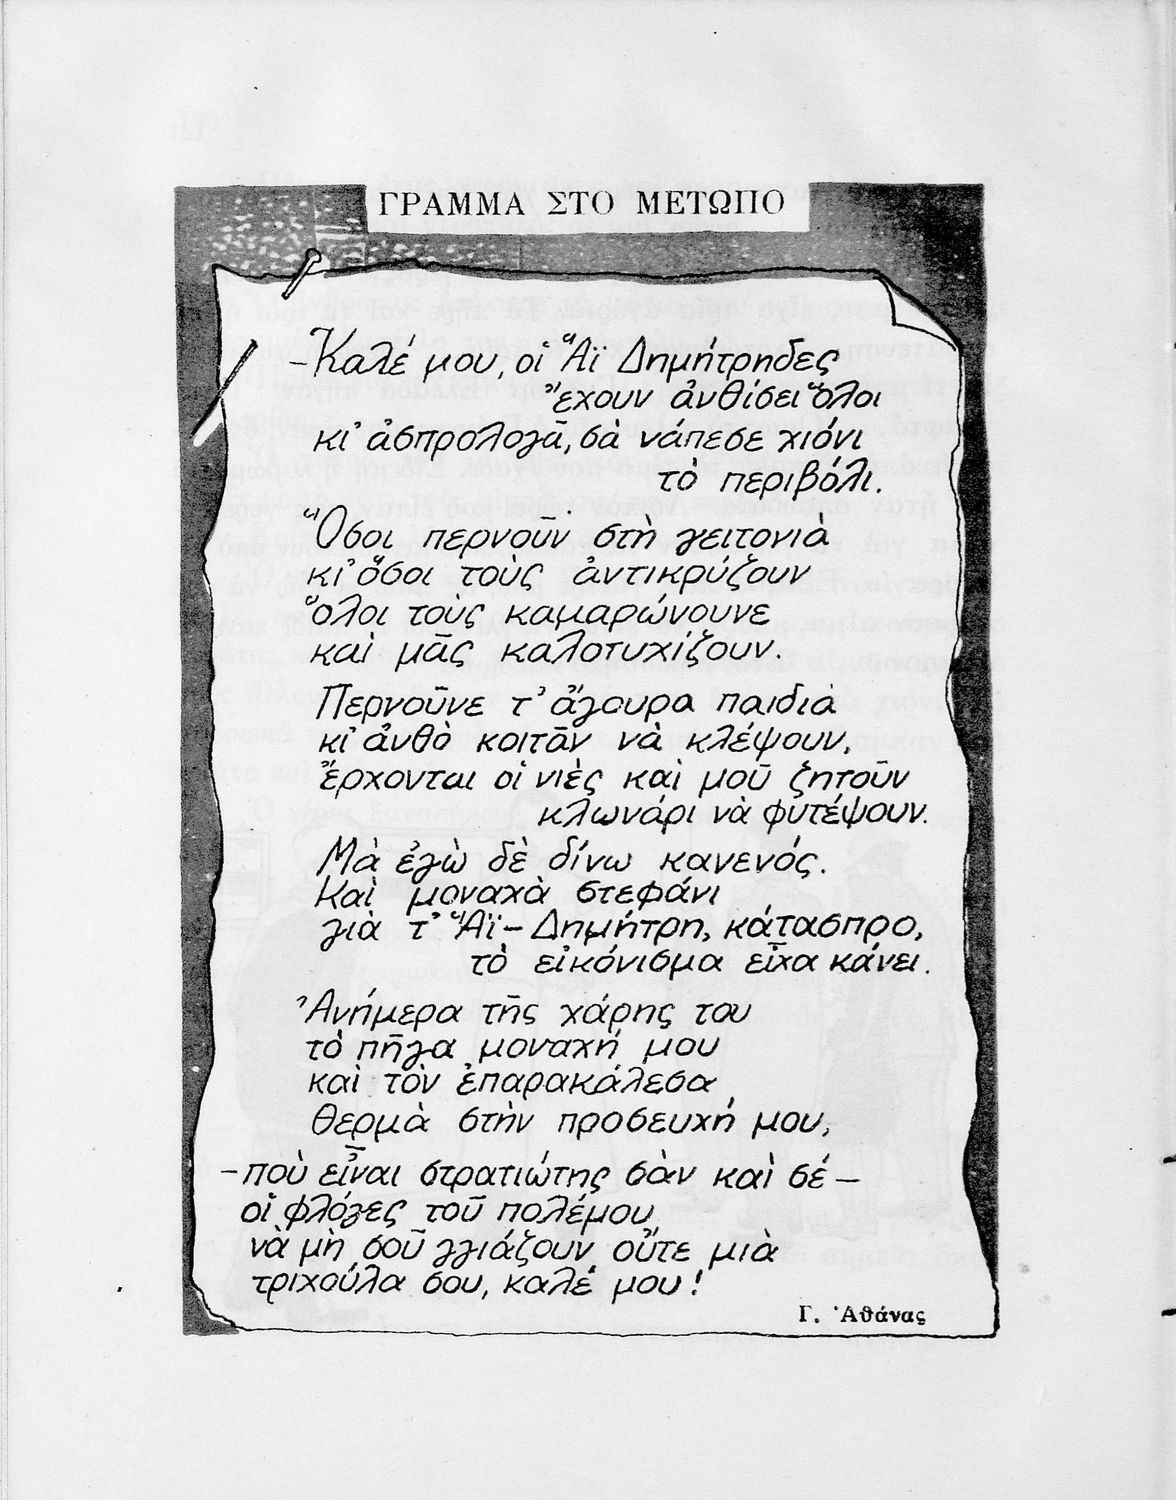 ΓΡΑΜΜΑ ΣΤΟ ΜΕΤΩΠΟ
-Καλέ μου, οἱ Ἅϊ Δημήτρηδες
ἔχουν ἀνθίσει ὅλοι
κι' ἀσπρολογᾶ, σὰ νάπεσε χιόνι
τὸ περιβόλι.
Ὅσοι περνοῦν στὴ γειτονιὰ
κι' ὅσοι τοὺς ἀντικρύζουν
ὅλοι τοὺς καμαρώνουνε
καὶ μᾶς καλοτυχίζουν.
Περνοῦνε τ' ἄγουρα παιδιὰ
κι' ἀνθὸ κοιτᾶν νὰ κλέψουν,
ἔρχονται οἱ νιὲς καὶ μοῦ ζητοῦν
κλωνάρι νὰ φυτέψουν.
Μὰ ἐγὼ δὲ δίνω κανενός.
Καὶ μοναχὰ στεφάνι
γιὰ τ' Ἅϊ-Δημήτρη, κάτασπρο,
τὸ εἰκόνισμα εἶχα κάνει.
Ἀνήμερα τῆς χάρης του
τὸ πῆγα μοναχή μου
καὶ τὸν ἐπαρακάλεσα
θερμὰ στὴν προσευχή μου,
-ποὺ εἶναι στρατιώτης σὰν καὶ σέ-
οἱ φλόγες τοῦ πολέμου
νὰ μὴ σοῦ γγιάζουν οὔτε μιὰ
τριχούλα σου, καλέ μου!
Γ. Ἀθάνας